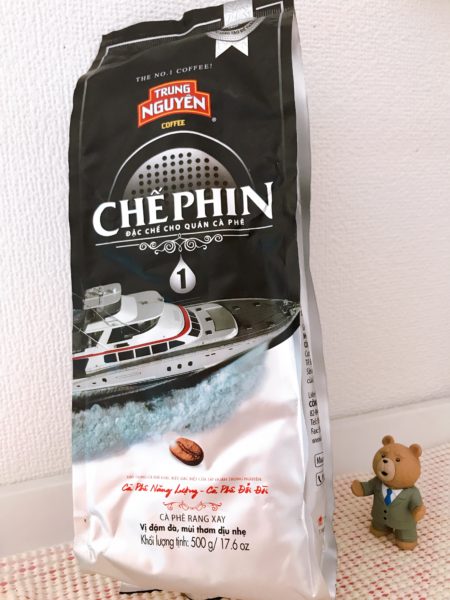 THE NO.1 COFFEE!
TRUNG
NGUYÊN
®
COFFEE
CHẾ PHIN
ĐẶC CHẾ CHO QUÁN CÀ PHÊ
1
Cà Phê Năng Lượng - Cà Phê Đổi Đời
CÀ PHÊ RANG XAY
Vị đậm đà, mùi thơm dịu nhẹ
Khối lượng tịnh: 500 g/ 17.6 oz